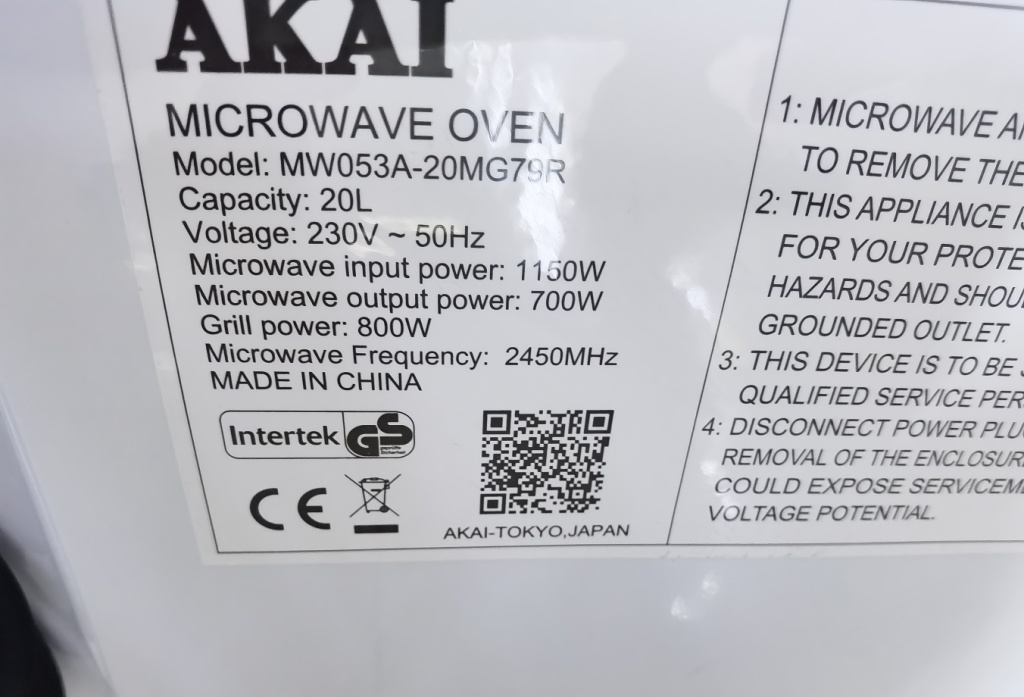 AKAI
MICROWAVE OVEN
Model: MW053A-20MG79R
Capacity: 20L
Voltage: 230V ~ 50Hz
Microwave input power: 1150W
Microwave output power: 700W
Grill power: 800W
Microwave Frequency: 2450MHz
MADE IN CHINA
Intertek GS
geprüfte
Sicherheit
CE
AKAI-TOKYO,JAPAN
1: MICROWAVE
TO REMOVE THE
2: THIS APPLIANCE
FOR YOUR
HAZARDS AND
GROUNDED OUTLET.
3: THIS DEVICE IS TO BE
QUALIFIED SERVICE
4: DISCONNECT POWER
REMOVAL OF THE
COULD EXPOSE
VOLTAGE POTENTIAL.